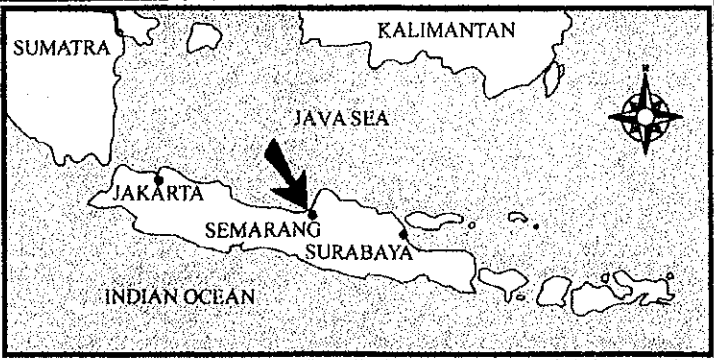 SUMATRA
KALIMANTAN
JAVA SEA
JAKARTA
SEMARANG
SURABAYA
INDIAN OCEAN